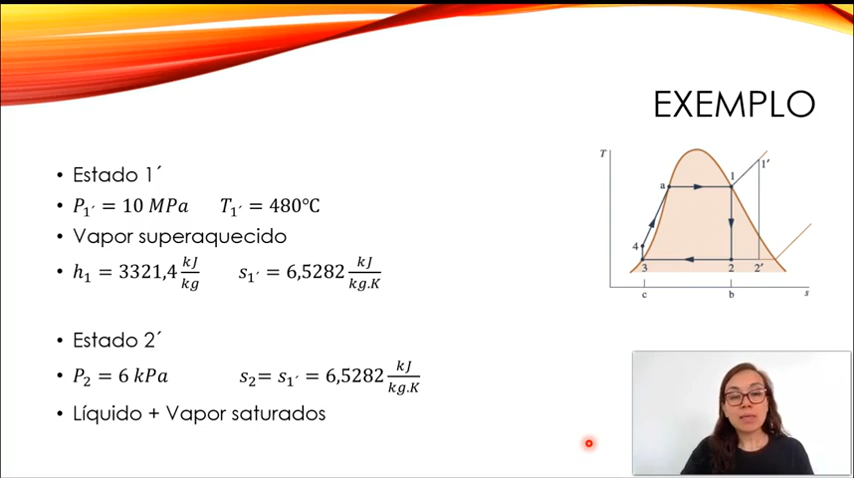 EXEMPLO
• Estado 1´
• P₁´ = 10 MPa T₁´ = 480℃
• Vapor superaquecido
• h₁ = 3321,4 kJ/kg s₁´ = 6,5282 kJ/kg.K
• Estado 2´
• P₂ = 6 kPa s₂= s₁´ = 6,5282 kJ/kg.K
• Líquido + Vapor saturados
T
1'
1
a
4
3
2
2'
c
b
s